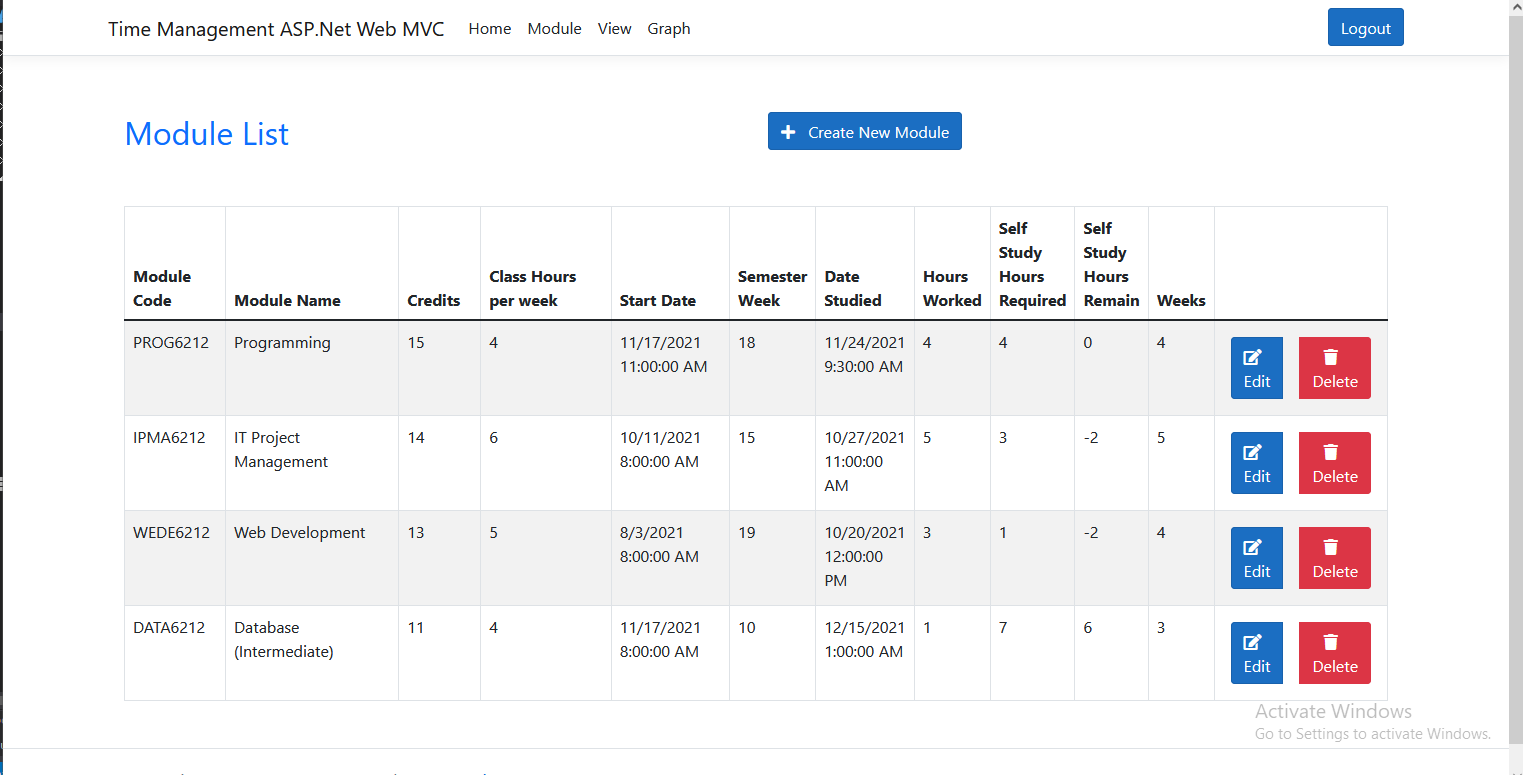 Time Management ASP.Net Web MVC Home Module View Graph Logout
Module List
Create New Module
Module Code
Module Name
Credits
Class Hours per week
Start Date
Semester Week
Date Studied
Hours Worked
Self Study Hours Required
Self Study Hours Remain
Weeks
PROG6212 Programming 15 4 11/17/2021 11:00:00 AM 18 11/24/2021 9:30:00 AM 4 4 0 4 Edit Delete
IPMA6212 IT Project Management 14 6 10/11/2021 8:00:00 AM 15 10/27/2021 11:00:00 AM 5 3 -2 5 Edit Delete
WEDE6212 Web Development 13 5 8/3/2021 8:00:00 AM 19 10/20/2021 12:00:00 PM 3 1 -2 4 Edit Delete
DATA6212 Database (Intermediate) 11 4 11/17/2021 8:00:00 AM 10 12/15/2021 1:00:00 AM 1 7 6 3 Edit Delete
Activate Windows
Go to Settings to activate Windows.